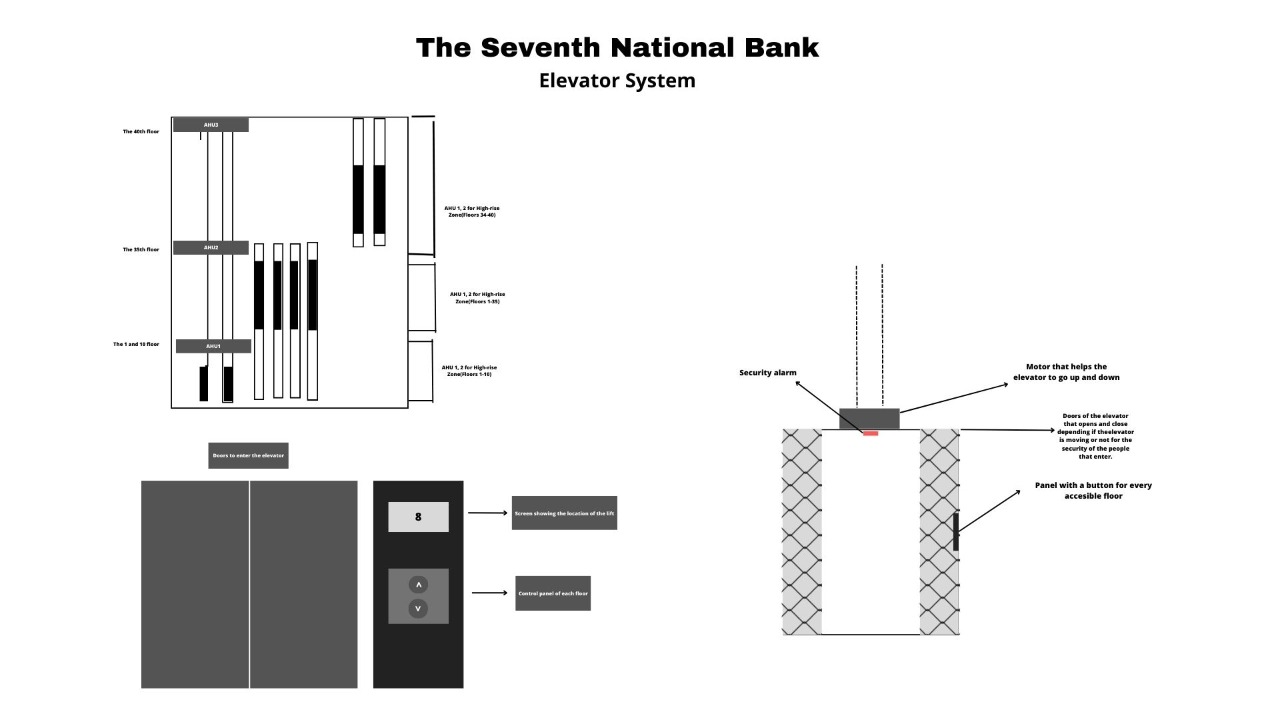 The Seventh National Bank
Elevator System
The 40th floor
AHU3
AHU 1, 2 for High-rise
Zone(Floors 34-40)
The 35th floor
AHU2
AHU 1, 2 for High-rise
Zone(Floors 1-35)
The 1 and 10 floor
AHU1
AHU 1, 2 for High-rise
Zone(Floors 1-10)
Doors to enter the elevator
8
Screen showing the location of the lift
˄
˅
Control panel of each floor
Security alarm
Motor that helps the
elevator to go up and down
Doors of the elevator
that opens and close
depending if theelevator
is moving or not for the
security of the people
that enter.
Panel with a button for every
accesible floor